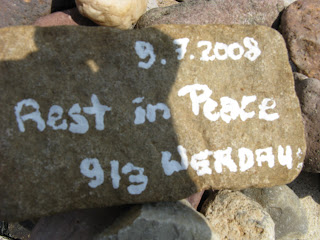 9.7.2008
Rest in Peace
913 WERDAU